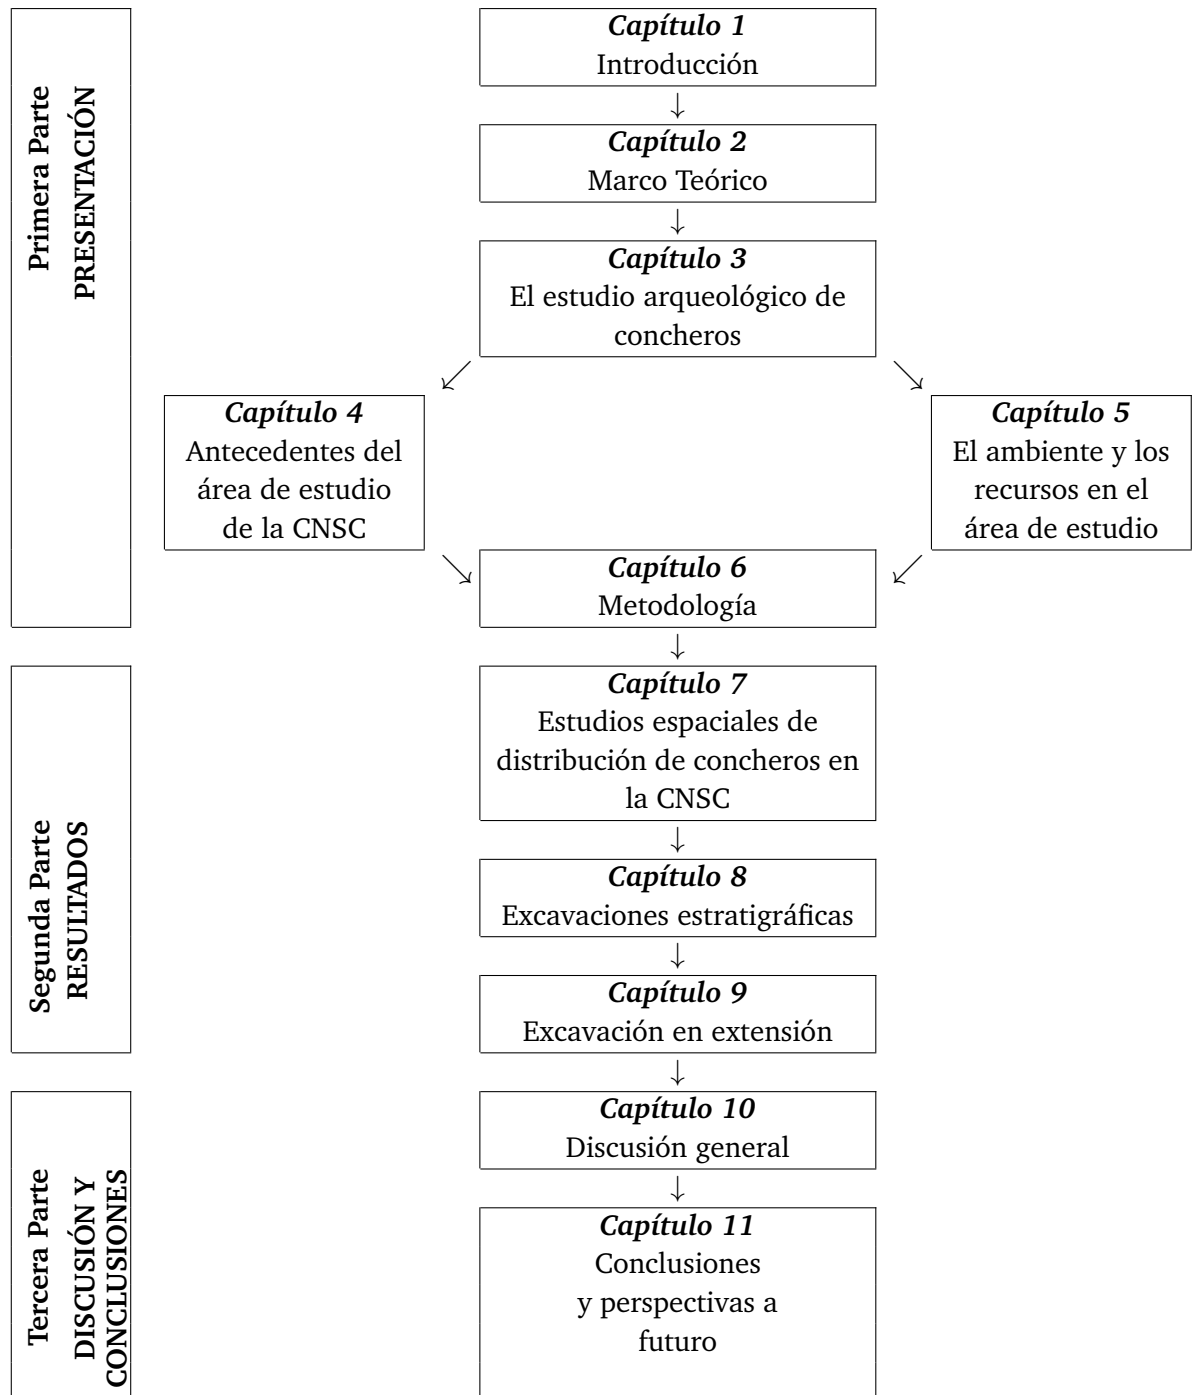 Primera Parte
PRESENTACIÓN
Capítulo 1
Introducción
↓
Capítulo 2
Marco Teórico
↓
Capítulo 3
El estudio arqueológico de
concheros
↙ ↘
Capítulo 4
Antecedentes del
área de estudio
de la CNSC
Capítulo 5
El ambiente y los
recursos en el
área de estudio
↘ ↙
Capítulo 6
Metodología
↓
Segunda Parte
RESULTADOS
Capítulo 7
Estudios espaciales de
distribución de concheros en
la CNSC
↓
Capítulo 8
Excavaciones estratigráficas
↓
Capítulo 9
Excavación en extensión
↓
Tercera Parte
DISCUSIÓN Y
CONCLUSIONES
Capítulo 10
Discusión general
↓
Capítulo 11
Conclusiones
y perspectivas a
futuro